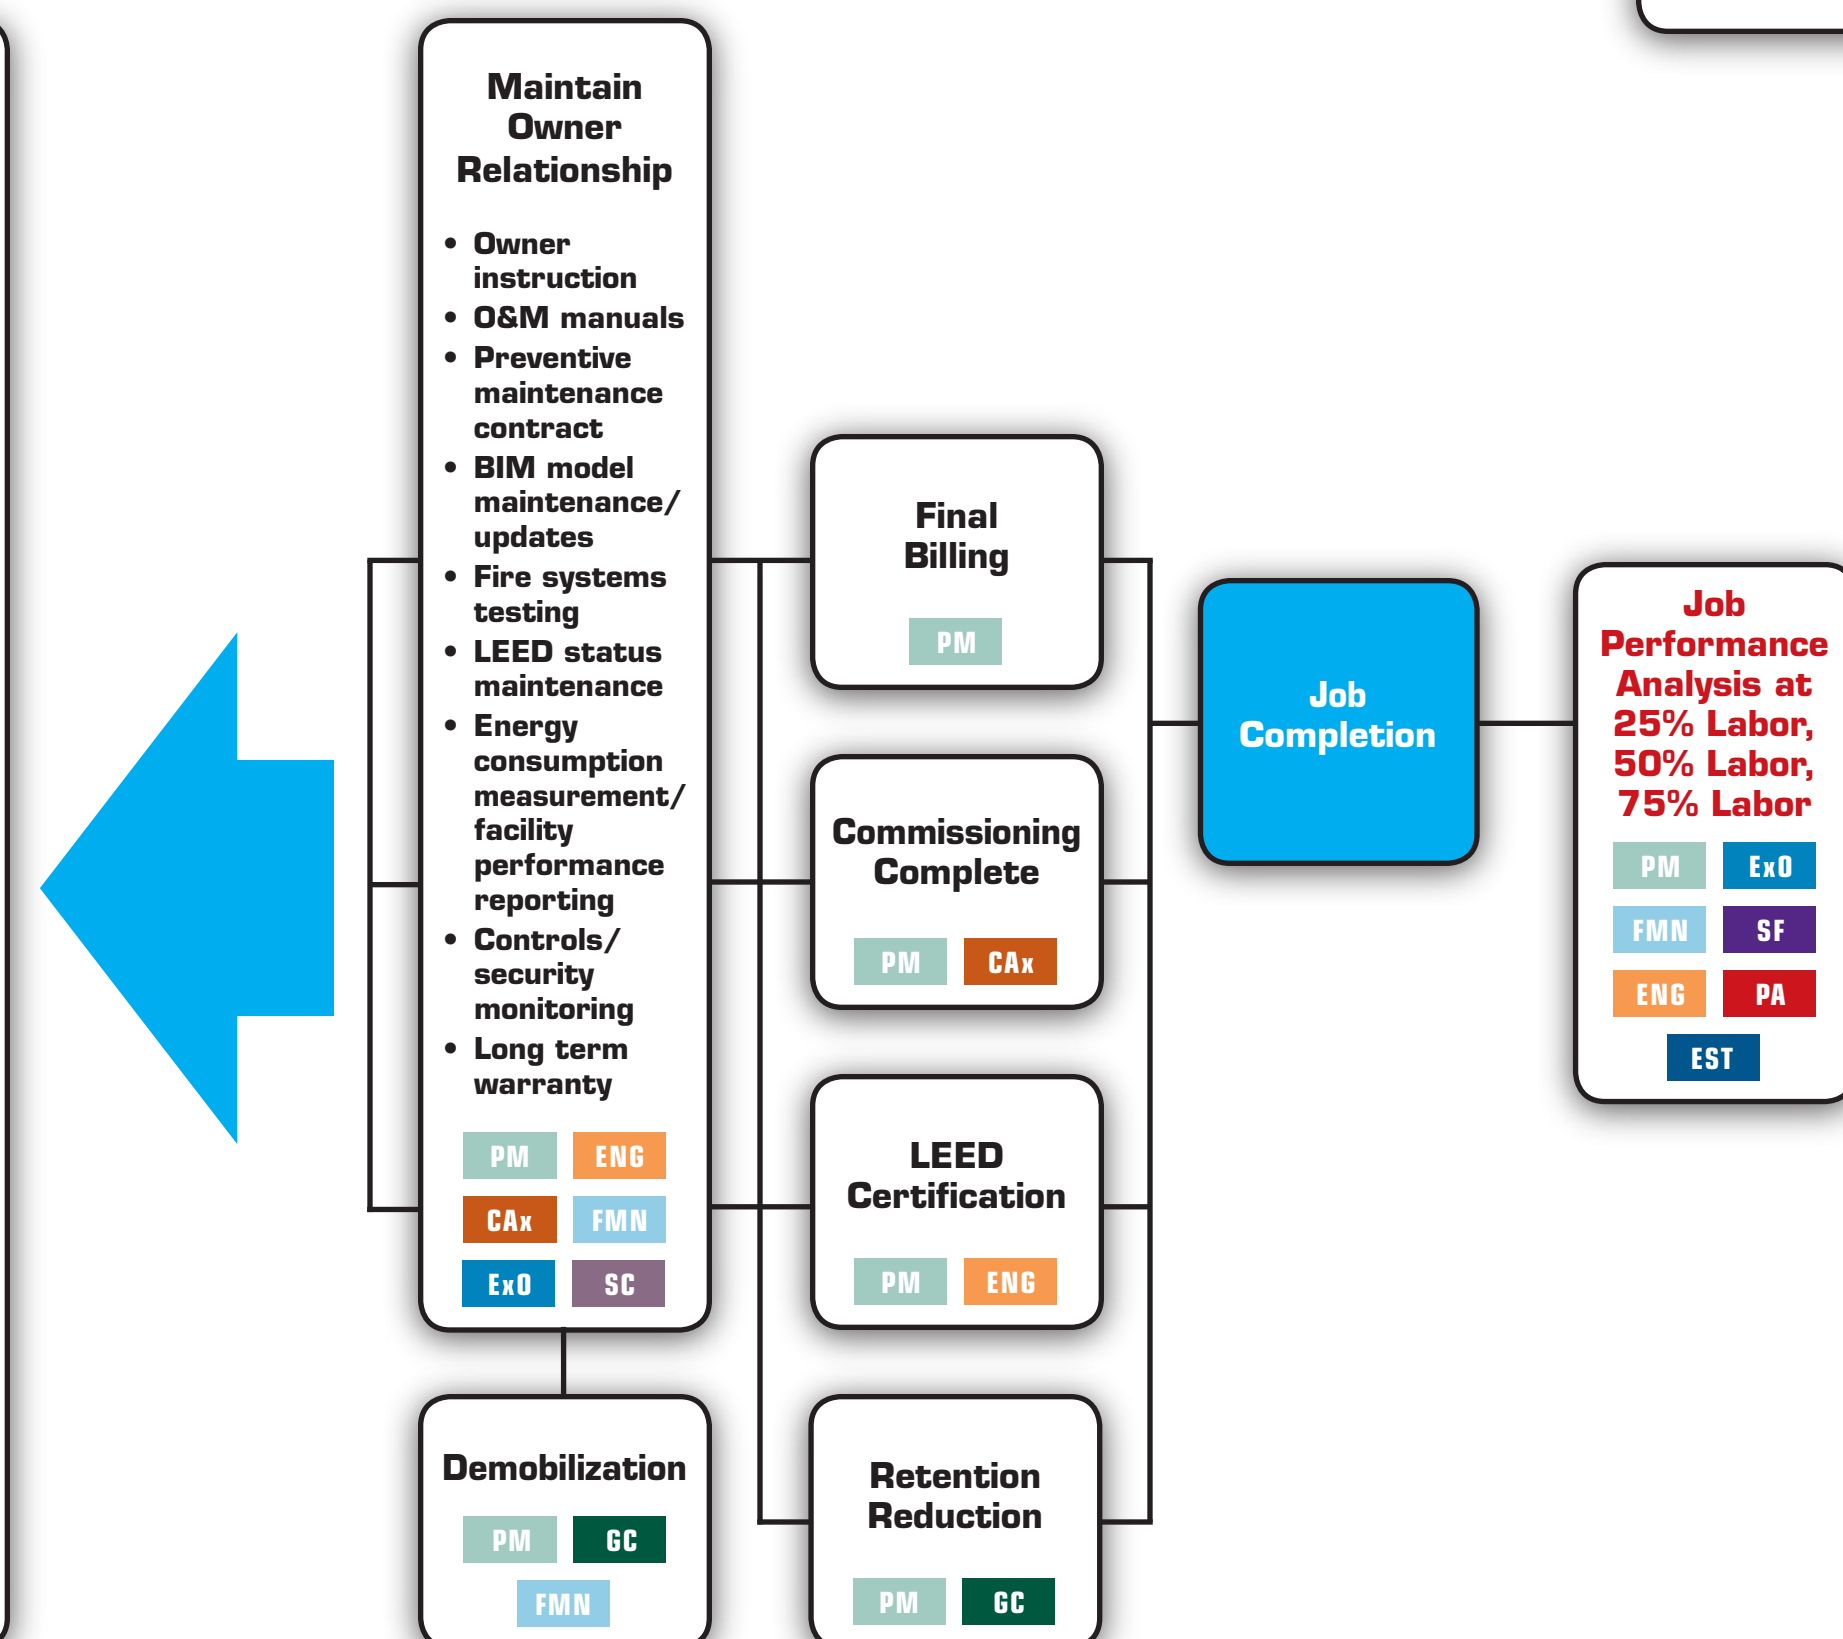 Maintain
Owner
Relationship
• Owner
instruction
• O&M manuals
• Preventive
maintenance
contract
• BIM model
maintenance/
updates
• Fire systems
testing
• LEED status
maintenance
• Energy
consumption
measurement/
facility
performance
reporting
• Controls/
security
monitoring
• Long term
warranty
PM ENG
CAx FMN
ExO SC
Demobilization
PM GC
FMN
Final
Billing
PM
Commissioning
Complete
PM CAx
LEED
Certification
PM ENG
Retention
Reduction
PM GC
Job
Completion
Job
Performance
Analysis at
25% Labor,
50% Labor,
75% Labor
PM ExO
FMN SF
ENG PA
EST